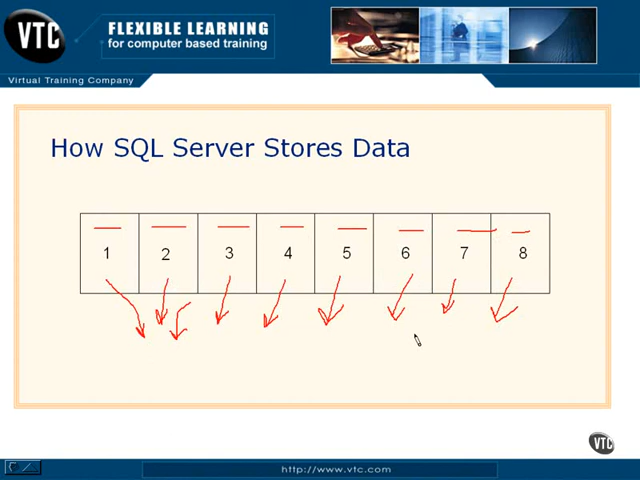 VTC
FLEXIBLE LEARNING
for computer based training
Virtual Training Company
How SQL Server Stores Data
1 2 3 4 5 6 7 8
VTC
http://www.vtc.com